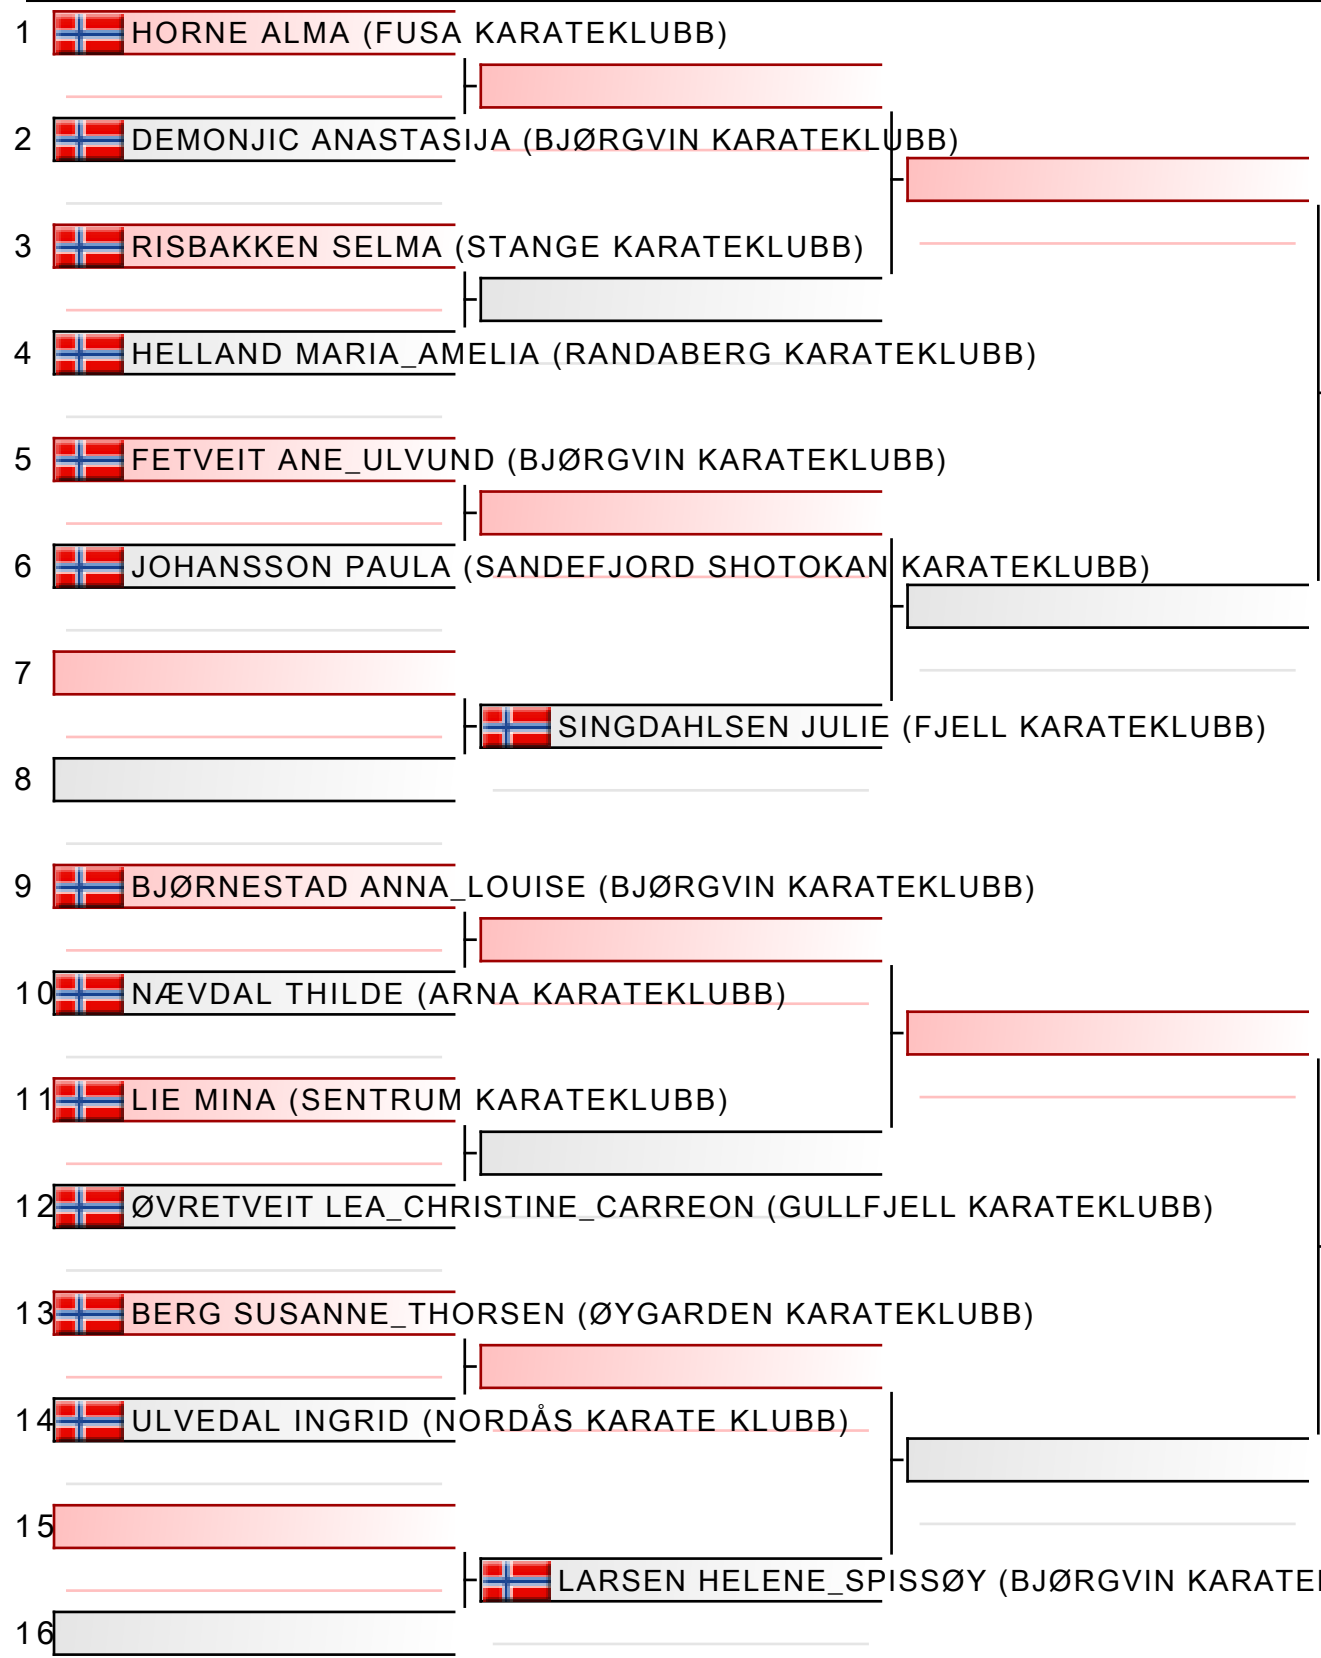 1 HORNE ALMA (FUSA KARATEKLUBB)
2 DEMONJIC ANASTASIJA (BJØRGVIN KARATEKLUBB)
3 RISBAKKEN SELMA (STANGE KARATEKLUBB)
4 HELLAND MARIA_AMELIA (RANDABERG KARATEKLUBB)
5 FETVEIT ANE_ULVUND (BJØRGVIN KARATEKLUBB)
6 JOHANSSON PAULA (SANDEFJORD SHOTOKAN KARATEKLUBB)
7
SINGDAHLSEN JULIE (FJELL KARATEKLUBB)
8
9 BJØRNESTAD ANNA_LOUISE (BJØRGVIN KARATEKLUBB)
10 NÆVDAL THILDE (ARNA KARATEKLUBB)
11 LIE MINA (SENTRUM KARATEKLUBB)
12 ØVRETVEIT LEA_CHRISTINE_CARREON (GULLFJELL KARATEKLUBB)
13 BERG SUSANNE_THORSEN (ØYGARDEN KARATEKLUBB)
14 ULVEDAL INGRID (NORDÅS KARATE KLUBB)
15
LARSEN HELENE_SPISSØY (BJØRGVIN
16